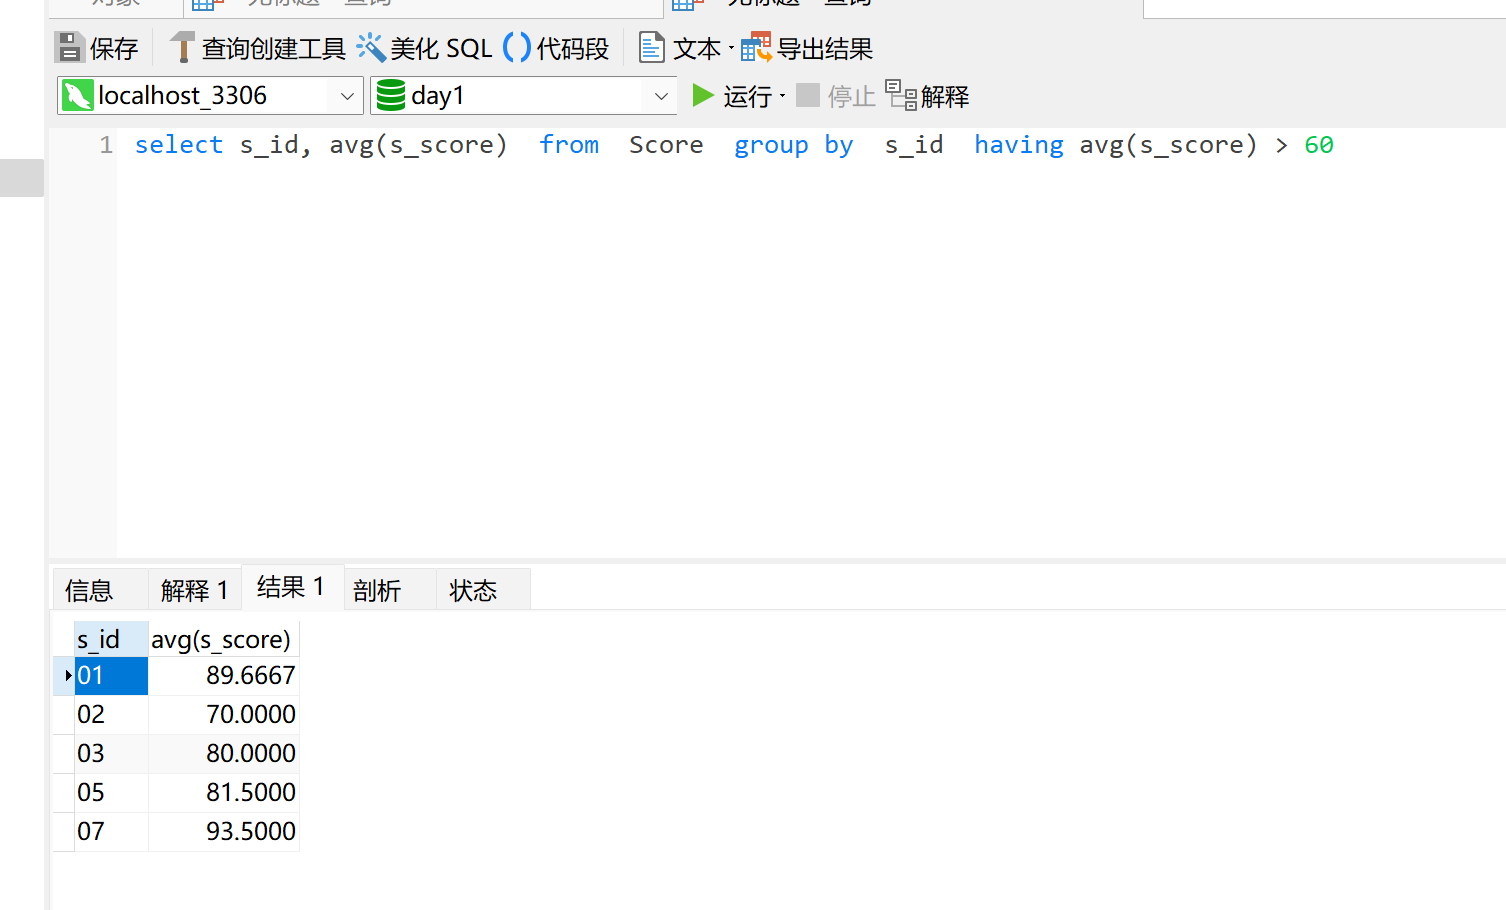 保存 查询创建工具 美化 SQL () 代码段 文本 导出结果
localhost_3306 day1 运行 停止 解释
1 select s_id, avg(s_score) from Score group by s_id having avg(s_score) > 60
信息 解释 1 结果 1 剖析 状态
s_id avg(s_score)
01 89.6667
02 70.0000
03 80.0000
05 81.5000
07 93.5000